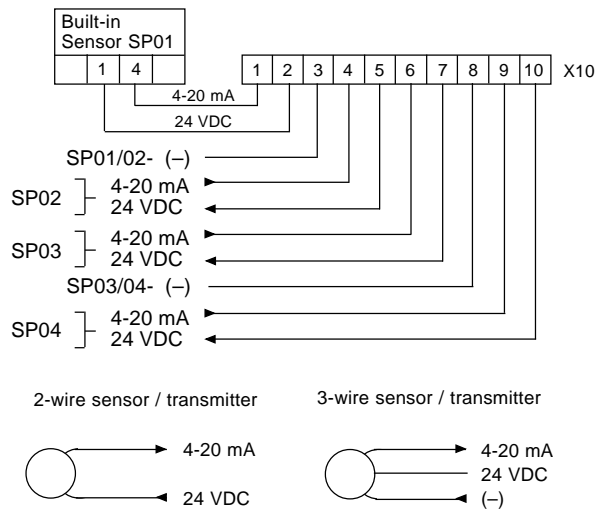 Built-in
Sensor SP01
1 4
1 2 3 4 5 6 7 8 9 10 X10
4-20 mA
24 VDC
SP01/02- (–)
SP02 4-20 mA
24 VDC
SP03 4-20 mA
24 VDC
SP03/04- (–)
SP04 4-20 mA
24 VDC
2-wire sensor / transmitter
4-20 mA
24 VDC
3-wire sensor / transmitter
4-20 mA
24 VDC
(–)